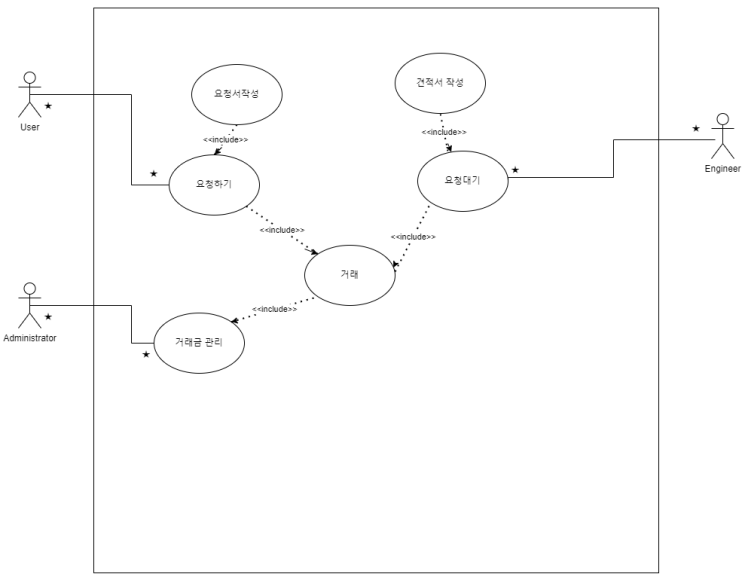 요청서작성
견적서 작성
User
<<include>>
<<include>>
요청하기
요청대기
Engineer
<<include>>
<<include>>
거래
<<include>>
Administrator
거래금 관리